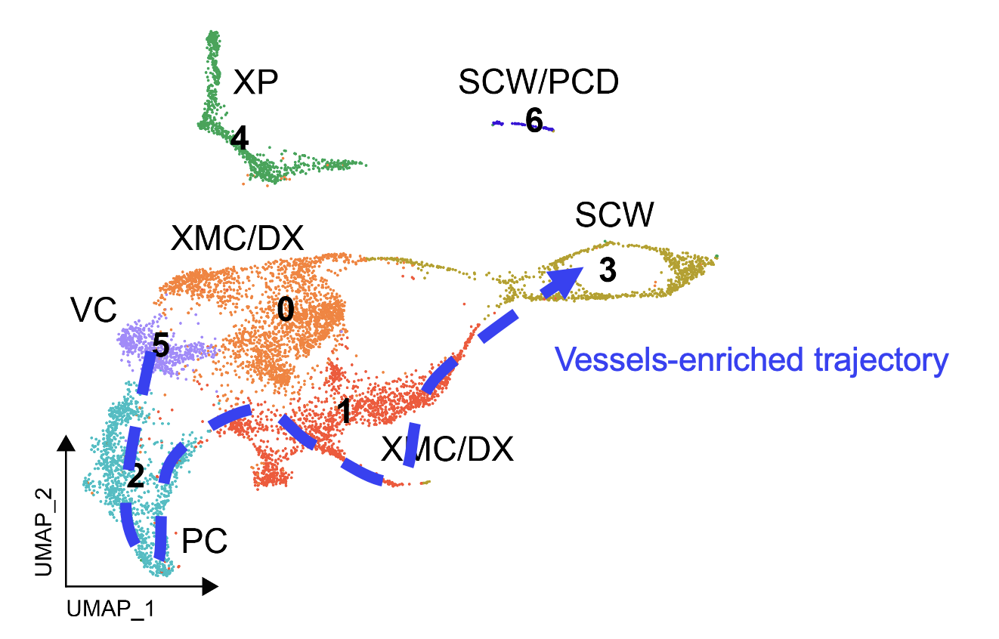 XP
4
SCW/PCD
6
SCW
3
XMC/DX
0
VC
5
Vessels-enriched trajectory
1
XMC/DX
2
PC
UMAP_2
UMAP_1